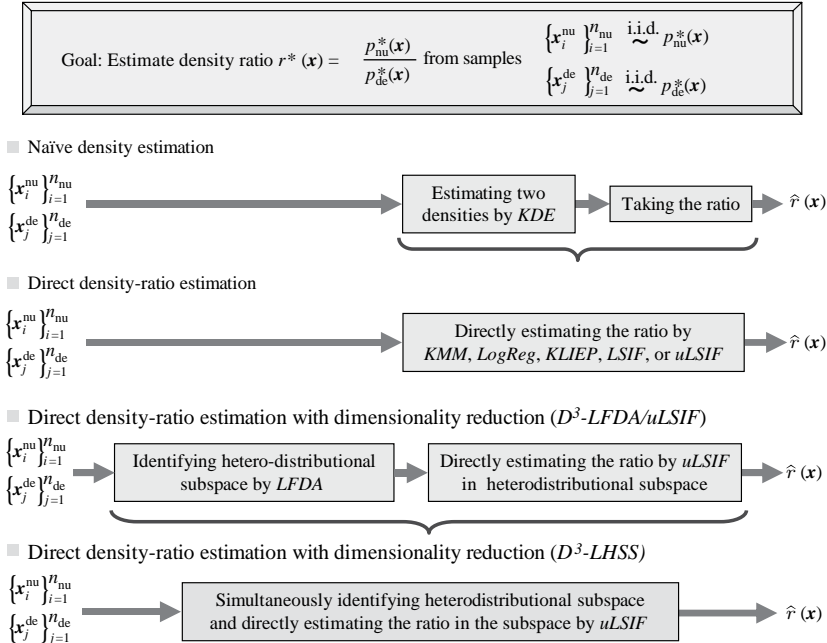 Goal: Estimate density ratio r* (x) = p*nu(x) / p*de(x) from samples {x_i^nu}_{i=1}^{n_nu} i.i.d. ~ p*nu(x)
{x_j^de}_{j=1}^{n_de} i.i.d. ~ p*de(x)
Naïve density estimation
{x_i^nu}_{i=1}^{n_nu}
{x_j^de}_{j=1}^{n_de}
Estimating two
densities by KDE
Taking the ratio
r̂ (x)
Direct density-ratio estimation
{x_i^nu}_{i=1}^{n_nu}
{x_j^de}_{j=1}^{n_de}
Directly estimating the ratio by
KMM, LogReg, KLIEP, LSIF, or uLSIF
r̂ (x)
Direct density-ratio estimation with dimensionality reduction (D³-LFDA/uLSIF)
{x_i^nu}_{i=1}^{n_nu}
{x_j^de}_{j=1}^{n_de}
Identifying hetero-distributional
subspace by LFDA
Directly estimating the ratio by uLSIF
in heterodistributional subspace
r̂ (x)
Direct density-ratio estimation with dimensionality reduction (D³-LHSS)
{x_i^nu}_{i=1}^{n_nu}
{x_j^de}_{j=1}^{n_de}
Simultaneously identifying heterodistributional subspace
and directly estimating the ratio in the subspace by uLSIF
r̂ (x)